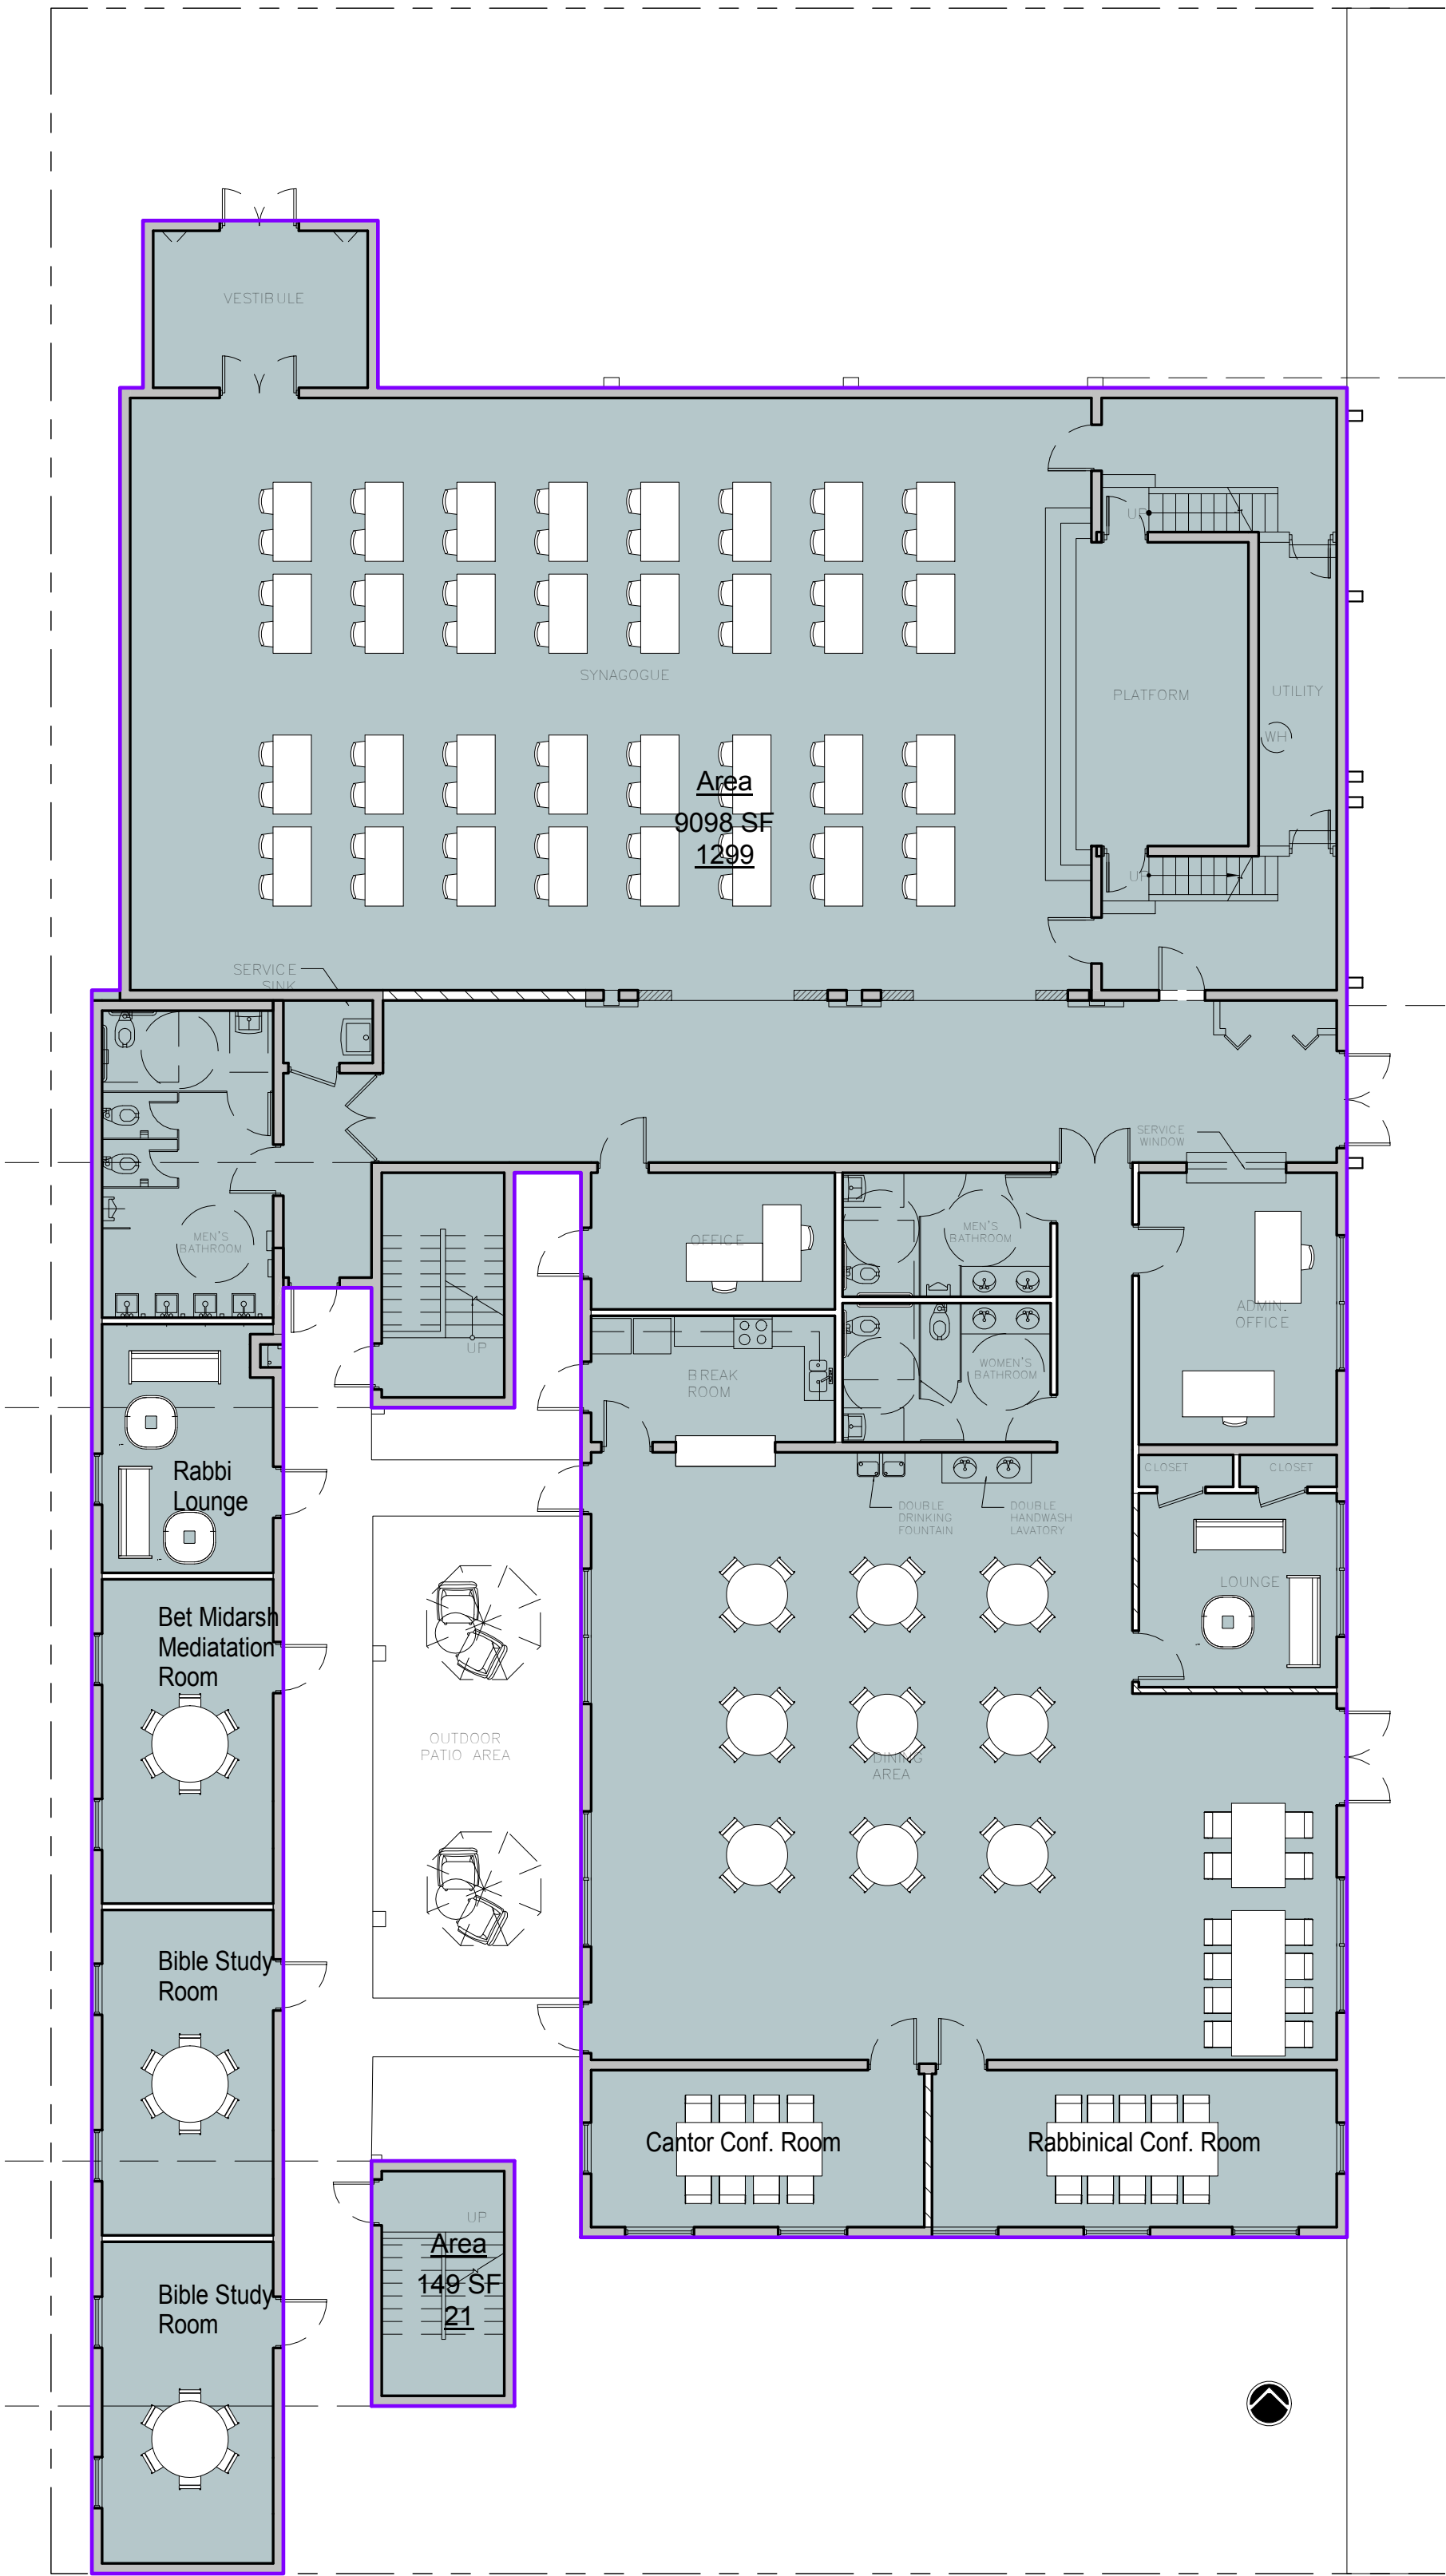 VESTIBULE
UP
SYNAGOGUE
PLATFORM
UTILITY
WH
Area
9098 SF
1299
UP
SERVICE
SINK
SERVICE
WINDOW
MEN'S
BATHROOM
OFFICE
MEN'S
BATHROOM
ADMIN.
OFFICE
UP
BREAK
ROOM
WOMEN'S
BATHROOM
Rabbi
Lounge
CLOSET
CLOSET
DOUBLE
DRINKING
FOUNTAIN
DOUBLE
HANDWASH
LAVATORY
LOUNGE
Bet Midarsh
Mediatation
Room
OUTDOOR
PATIO AREA
DINING
AREA
Bible Study
Room
Cantor Conf. Room
Rabbinical Conf. Room
UP
Area
149 SF
21
Bible Study
Room